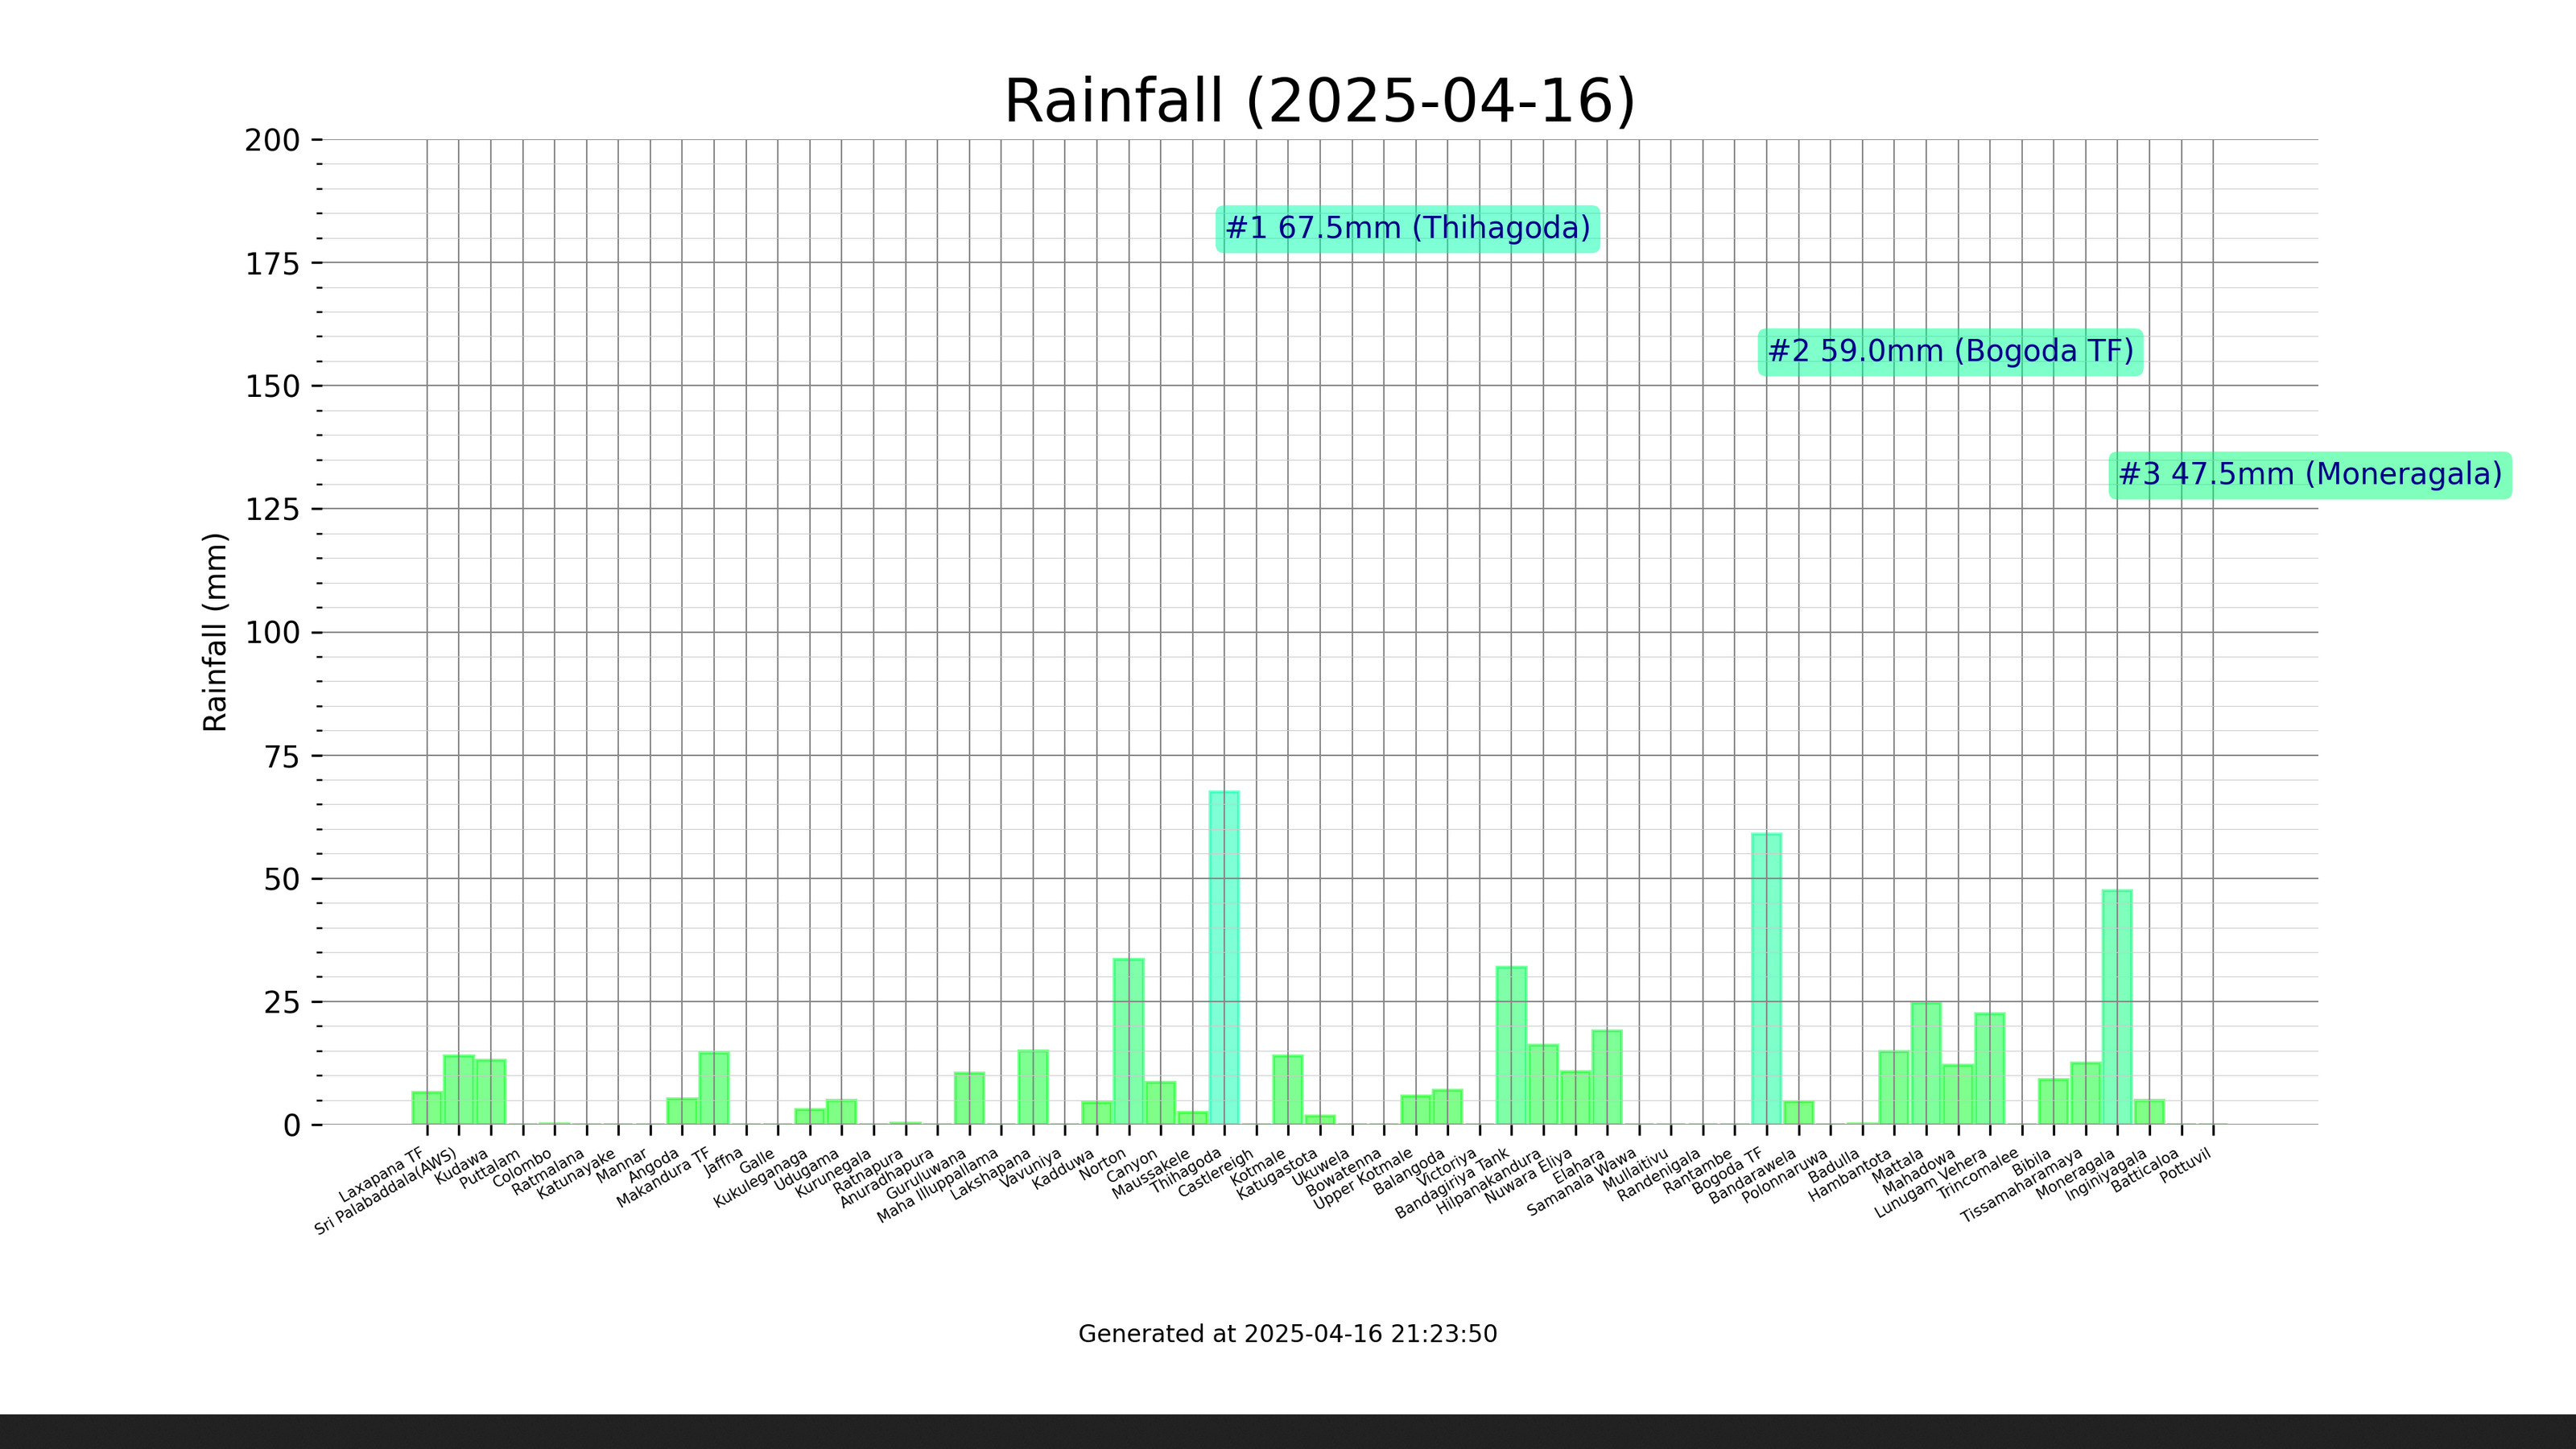 Rainfall (2025-04-16)
200
175
150
125
100
75
50
25
0
Rainfall (mm)
#1 67.5mm (Thihagoda)
#2 59.0mm (Bogoda TF)
#3 47.5mm (Moneragala)
Laxapana TF
Sri Palabaddala(AWS)
Kudawa
Puttalam
Colombo
Ratmalana
Katunayake
Mannar
Angoda
Makandura TF
Jaffna
Galle
Kukuleganaga
Udugama
Kurunegala
Ratnapura
Anuradhapura
Guruluwana
Maha Illuppallama
Lakshapana
Vavuniya
Kadduwa
Norton
Canyon
Maussakele
Thihagoda
Castlereigh
Kotmale
Katugastota
Ukuwela
Bowatenna
Upper Kotmale
Balangoda
Victoriya
Bandagiriya Tank
Hilpanakandura
Nuwara Eliya
Elahara
Samanala Wawa
Mullaitivu
Randenigala
Rantambe
Bogoda TF
Bandarawela
Polonnaruwa
Badulla
Hambantota
Mattala
Mahadowa
Lunugam Vehera
Trincomalee
Bibila
Tissamaharamaya
Moneragala
Inginiyagala
Batticaloa
Pottuvil
Generated at 2025-04-16 21:23:50